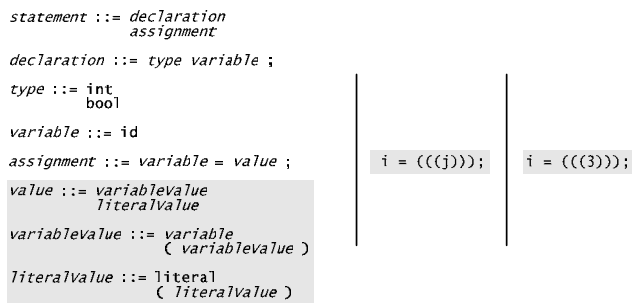 statement ::= declaration
assignment
declaration ::= type variable ;
type ::= int
bool
variable ::= id
assignment ::= variable = value ;
value ::= variableValue
literalValue
variableValue ::= variable
( variableValue )
literalValue ::= literal
( literalValue )
i = (((j)));
i = (((3)));